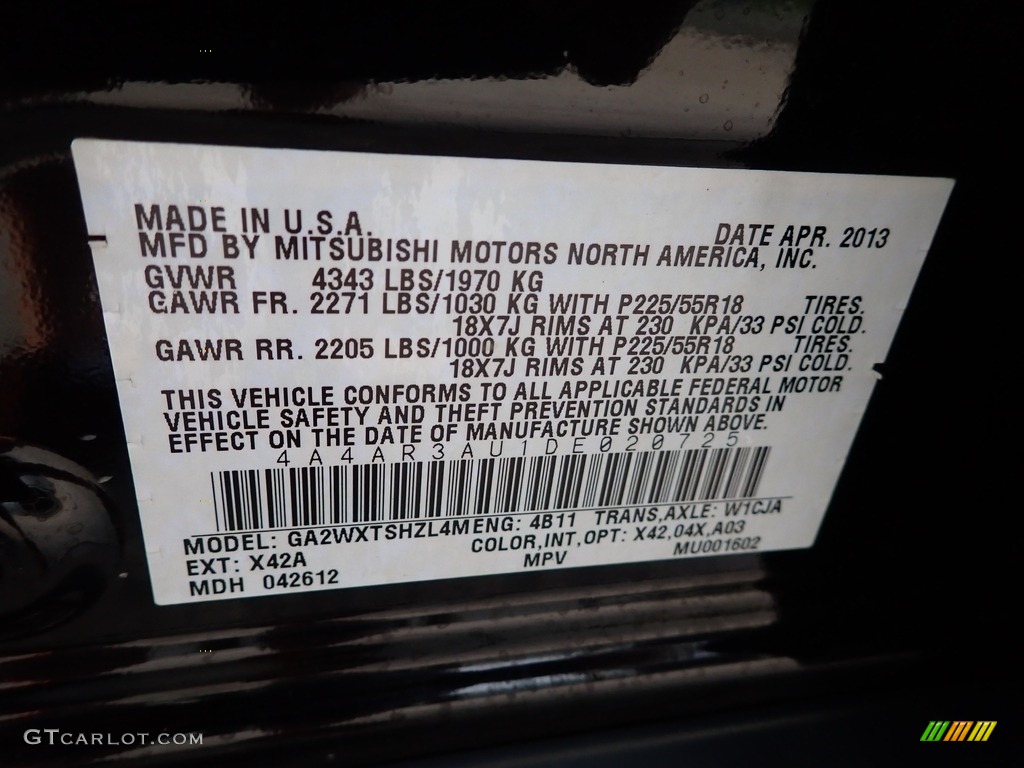 MADE IN U.S.A. DATE APR. 2013
MFD BY MITSUBISHI MOTORS NORTH AMERICA, INC.
GVWR 4343 LBS/1970 KG
GAWR FR. 2271 LBS/1030 KG WITH P225/55R18 TIRES.
18X7J RIMS AT 230 KPA/33 PSI COLD.
GAWR RR. 2205 LBS/1000 KG WITH P225/55R18 TIRES.
18X7J RIMS AT 230 KPA/33 PSI COLD.
THIS VEHICLE CONFORMS TO ALL APPLICABLE FEDERAL MOTOR
VEHICLE SAFETY AND THEFT PREVENTION STANDARDS IN
EFFECT ON THE DATE OF MANUFACTURE SHOWN ABOVE.
4A4AR3AU1DE020725
MODEL: GA2WXTSHZL4M ENG: 4B11 TRANS,AXLE: W1CJA
EXT: X42A COLOR,INT,OPT: X42,04X,A03
MDH 042612 MPV MU001602
GTCARLOT.COM